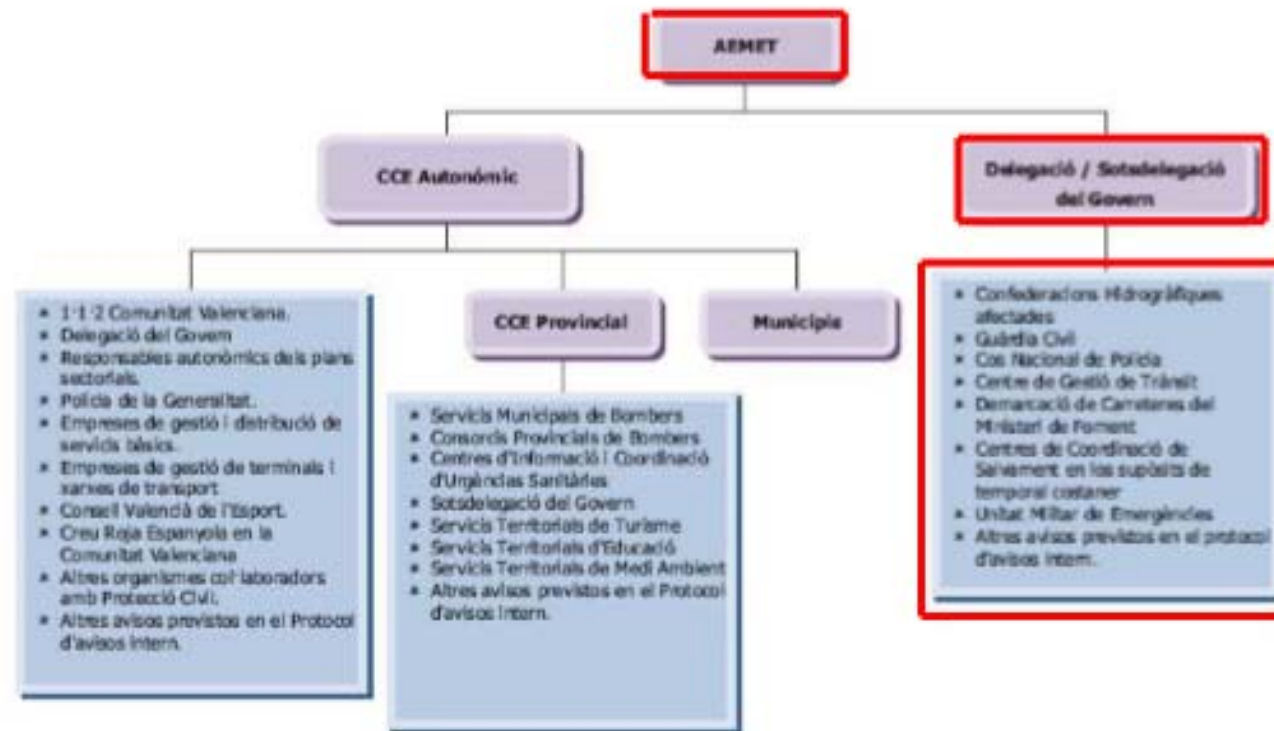 AEMET
CCE Autonómic
Delegació / Sotsdelegació
del Govern
• 1·1·2 Comunitat Valenciana.
• Delegació del Govern
• Responsables autonòmics dels plans
sectorials.
• Policia de la Generalitat.
• Empreses de gestió i distribució de
servicis bàsics.
• Empreses de gestió de terminals i
xarxes de transport
• Consell Valencià de l'Esport.
• Creu Roja Espanyola en la
Comunitat Valenciana
• Altres organismes col·laboradors
amb Protecció Civil.
• Altres avisos previstos en el Protocol
d'avisos intern.
CCE Provincial
• Servicis Municipals de Bombers
• Consorcis Provincials de Bombers
• Centres d'Informació i Coordinació
d'Urgències Sanitàries
• Sotsdelegació del Govern
• Servicis Territorials de Turisme
• Servicis Territorials d'Educació
• Servicis Territorials de Medi Ambient
• Altres avisos previstos en el Protocol
d'avisos intern.
Municipis
• Confederacions Hidrogràfiques
afectades
• Guàrdia Civil
• Cos Nacional de Policia
• Centre de Gestió de Trànsit
• Demarcació de Carreteres del
Ministeri de Foment
• Centres de Coordinació de
Salvament en los supòsits de
temporal costaner
• Unitat Militar de Emergències
• Altres avisos previstos en el protocol
d'avisos intern.